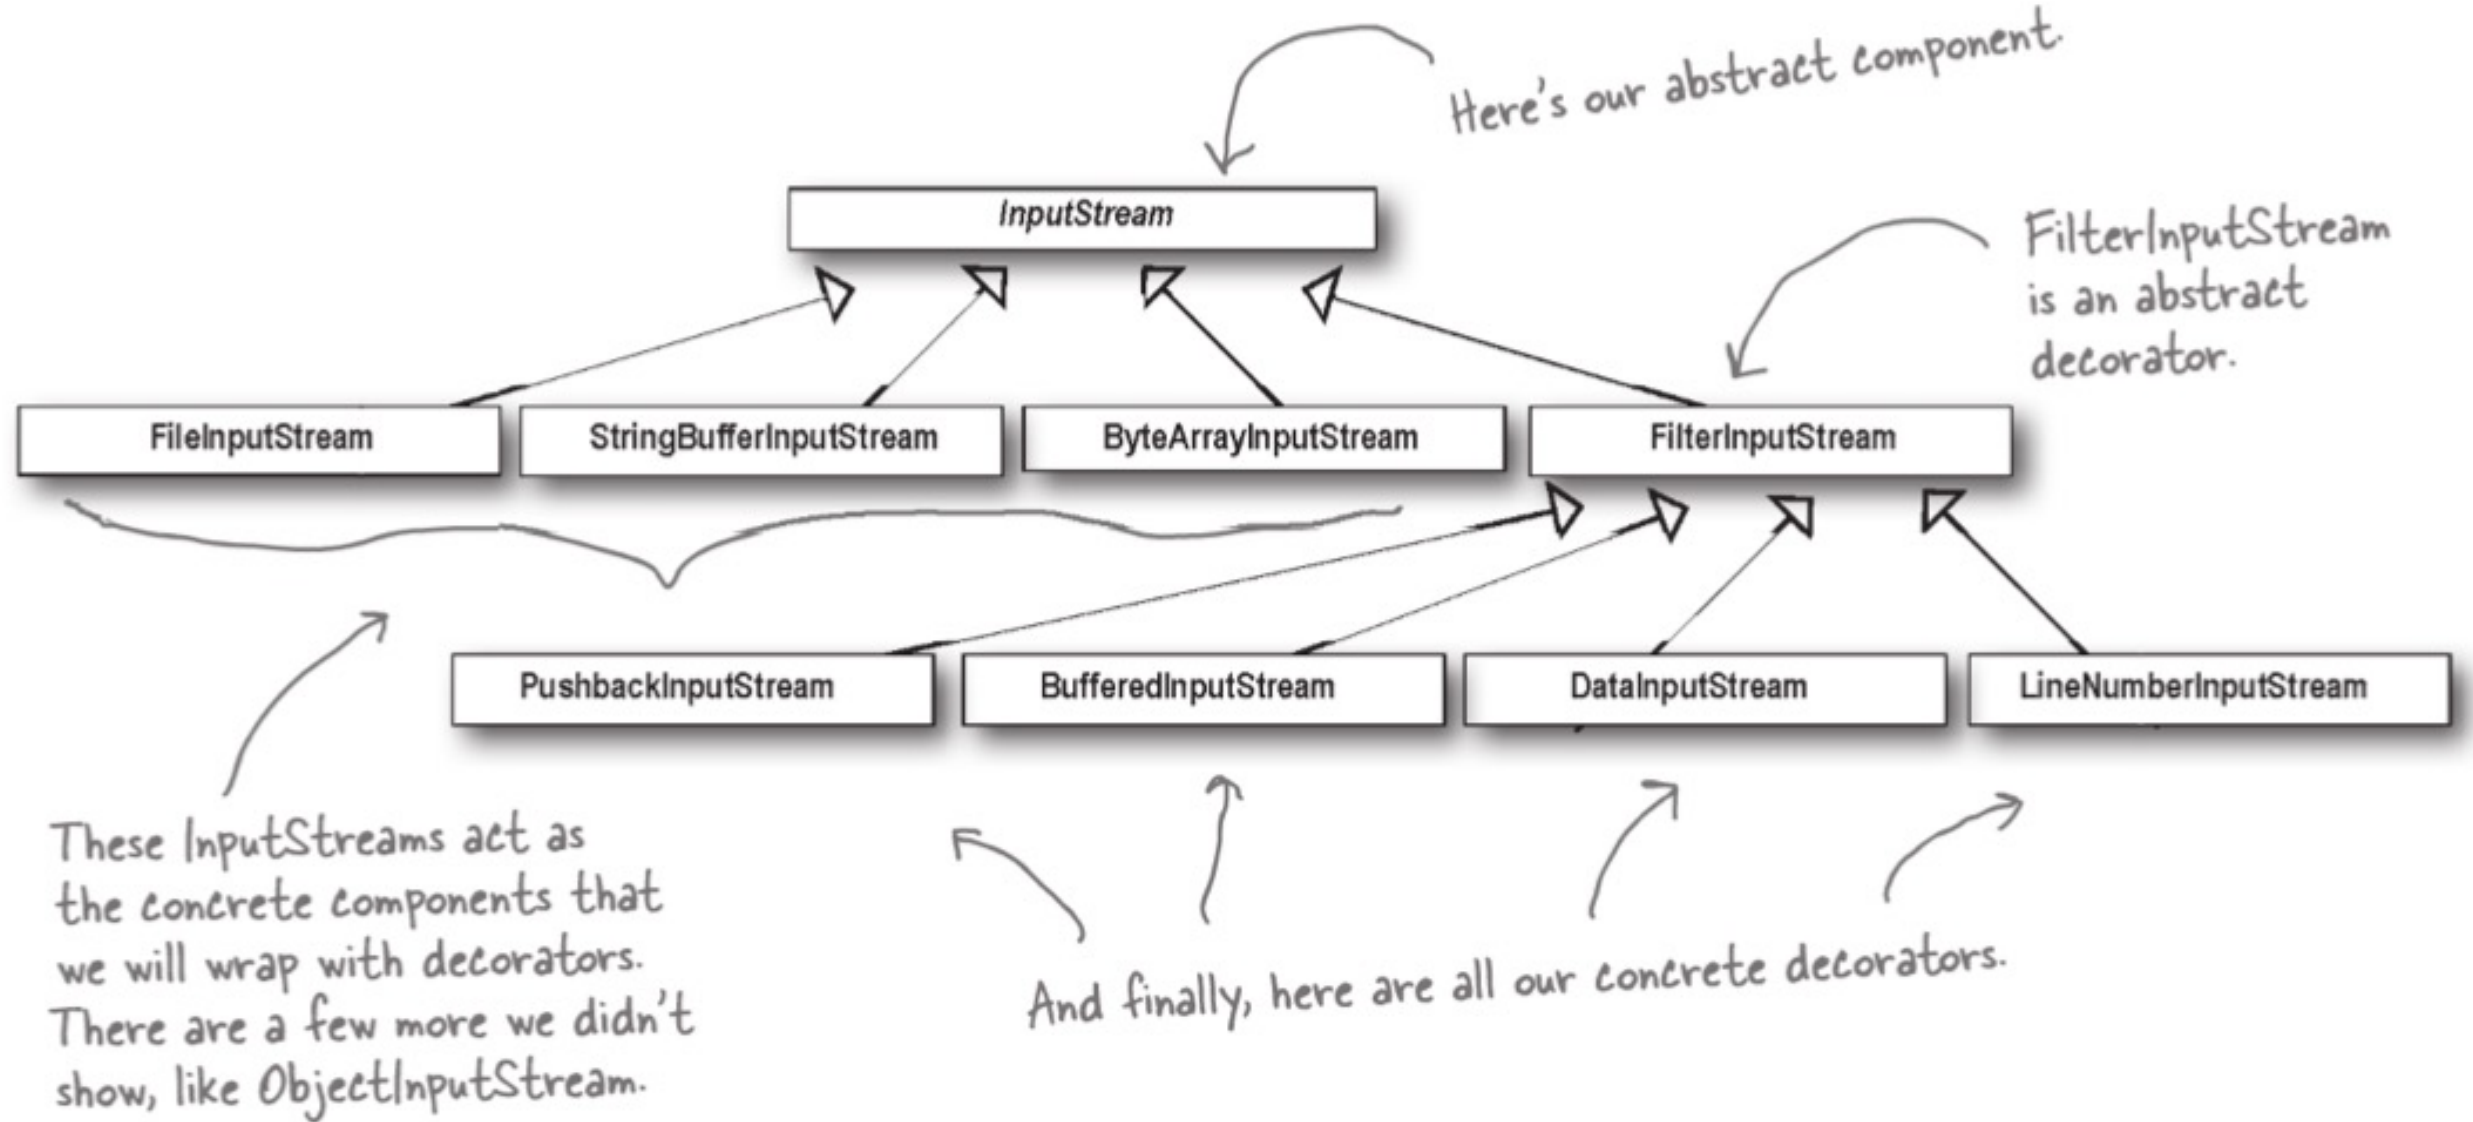 Here's our abstract component.
InputStream
FilterInputStream
is an abstract
decorator.
FileInputStream
StringBufferInputStream
ByteArrayInputStream
FilterInputStream
PushbackInputStream
BufferedInputStream
DataInputStream
LineNumberInputStream
These InputStreams act as
the concrete components that
we will wrap with decorators.
There are a few more we didn't
show, like ObjectInputStream.
And finally, here are all our concrete decorators.